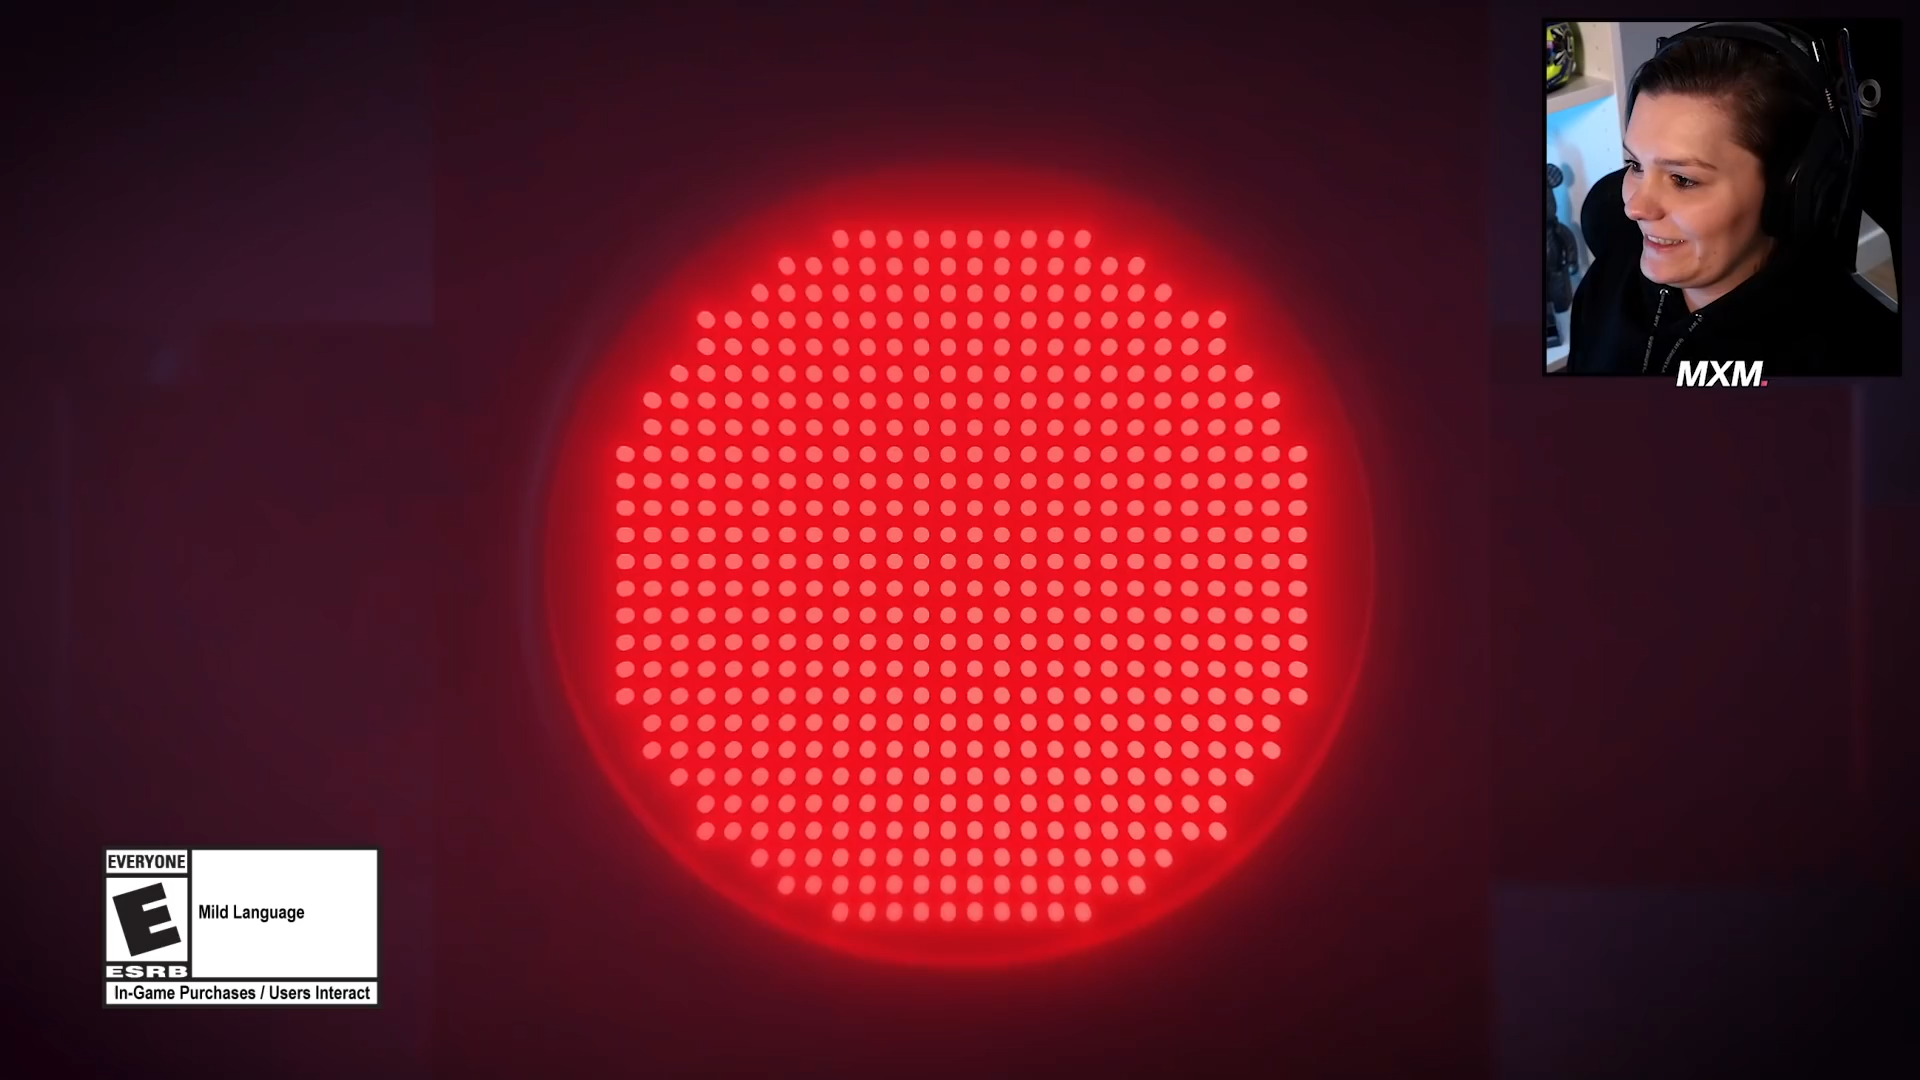 MXM.
EVERYONE
E
Mild Language
ESRB
In-Game Purchases / Users Interact